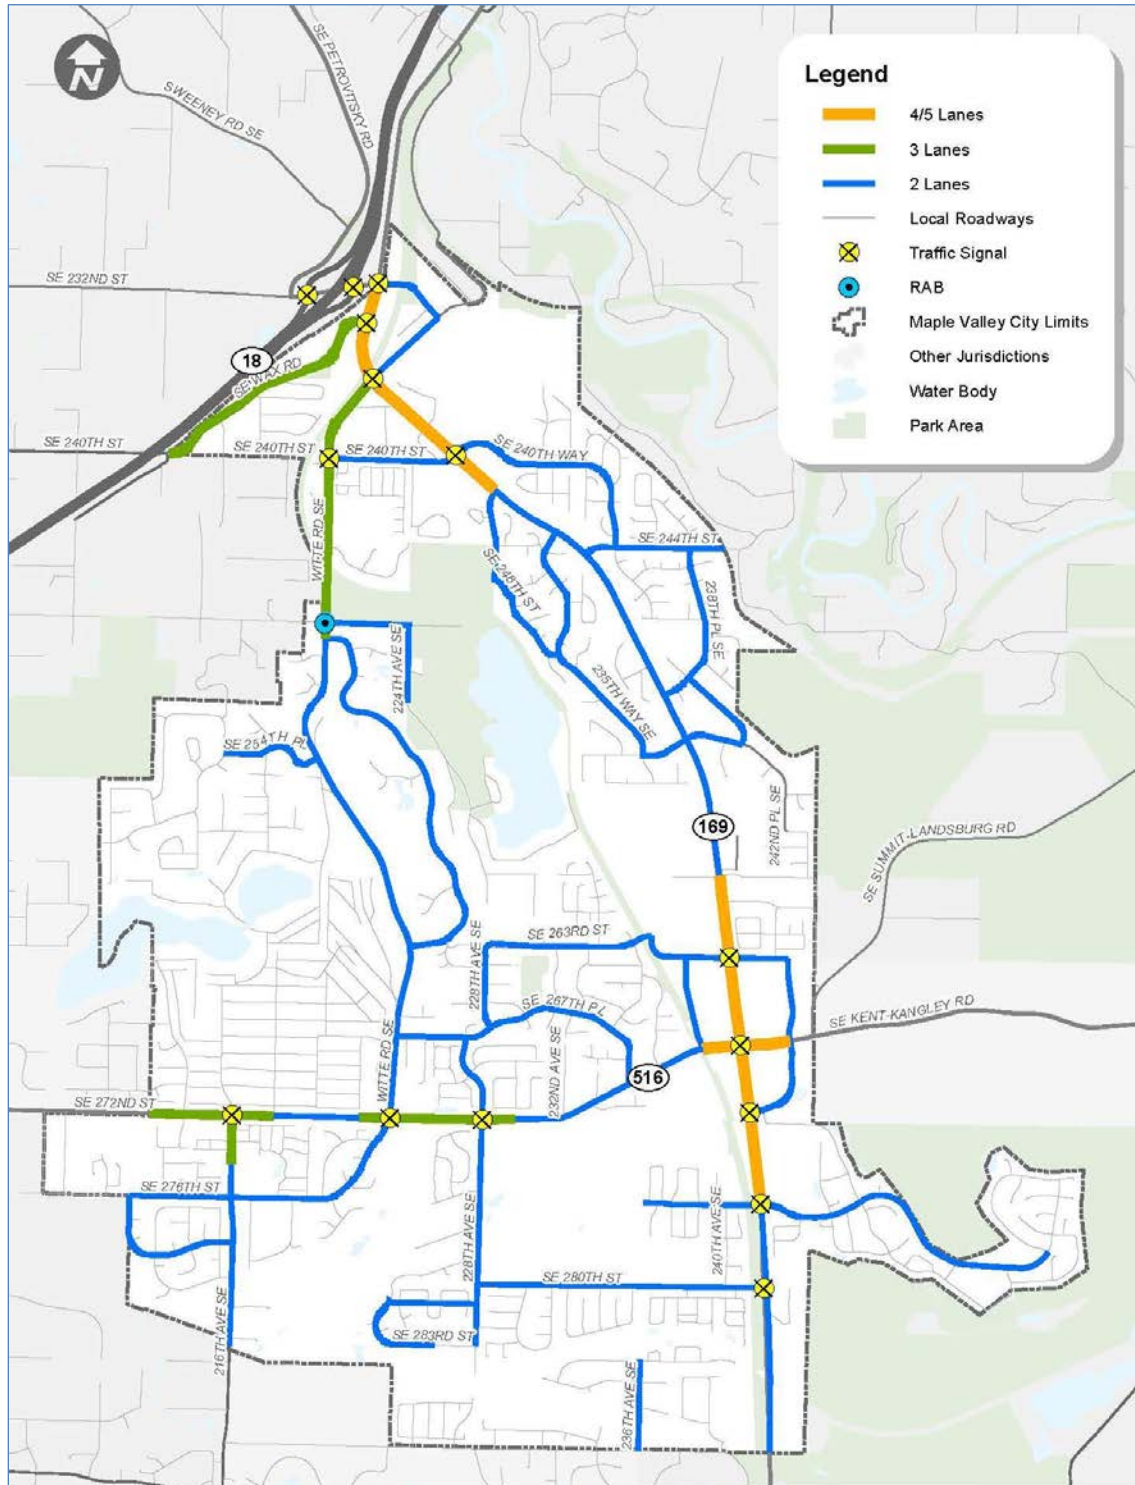 N
SWEENEY RD SE
SE PETROVITSKY RD
Legend
4/5 Lanes
3 Lanes
2 Lanes
Local Roadways
Traffic Signal
RAB
Maple Valley City Limits
Other Jurisdictions
Water Body
Park Area
SE 232ND ST
18
SE WAX RD
SE 240TH ST
SE 240TH ST
SE 240TH ST
SE 240TH WAY
WITTE RD SE
SE 248TH ST
SE 244TH ST
238TH PL SE
224TH AVE SE
235TH WAY SE
SE 254TH PL
169
242ND PL SE
SE SUMMIT-LANDSBURG RD
228TH AVE SE
SE 263RD ST
SE 267TH PL
SE KENT-KANGLEY RD
WITTE RD SE
232ND AVE SE
516
SE 272ND ST
SE 276TH ST
228TH AVE SE
240TH AVE SE
SE 280TH ST
216TH AVE SE
SE 283RD ST
236TH AVE SE